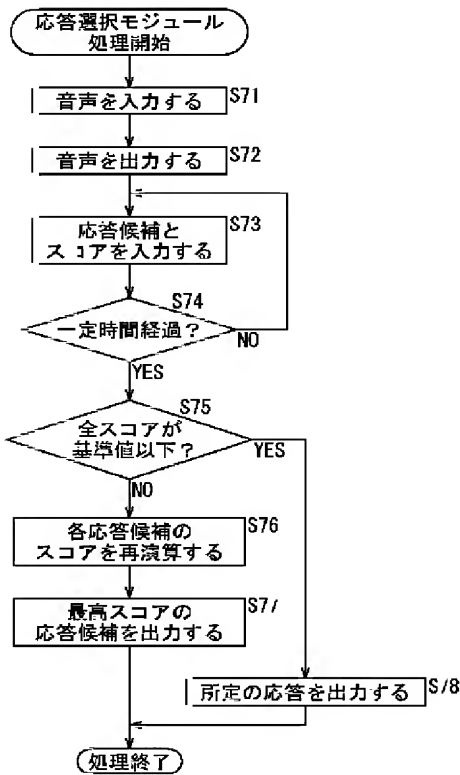 応答選択モジュール
処理開始
音声を入力する S71
音声を出力する S72
応答候補と
スコアを入力する
S73
S74
一定時間経過?
NO
YES
S75
全スコアが
基準値以下?
YES
NO
各応答候補の
スコアを再演算する
S76
最高スコアの
応答候補を出力する
S77
所定の応答を出力する S78
処理終了